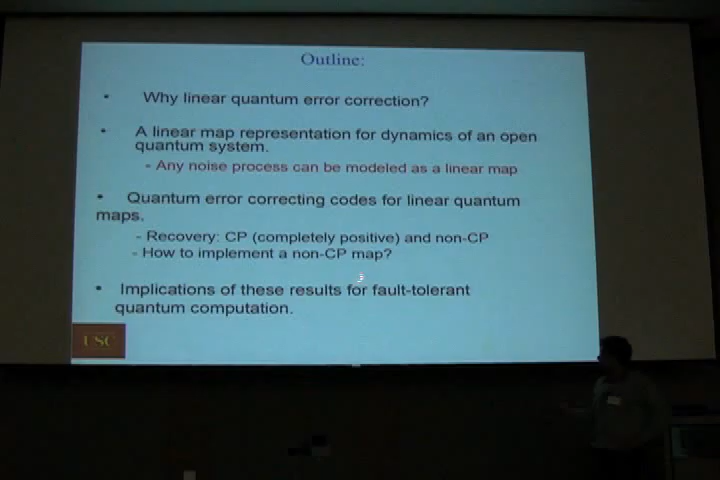 Outline:
• Why linear quantum error correction?
• A linear map representation for dynamics of an open
quantum system.
- Any noise process can be modeled as a linear map
• Quantum error correcting codes for linear quantum
maps.
- Recovery: CP (completely positive) and non-CP
- How to implement a non-CP map?
• Implications of these results for fault-tolerant
quantum computation.
USC